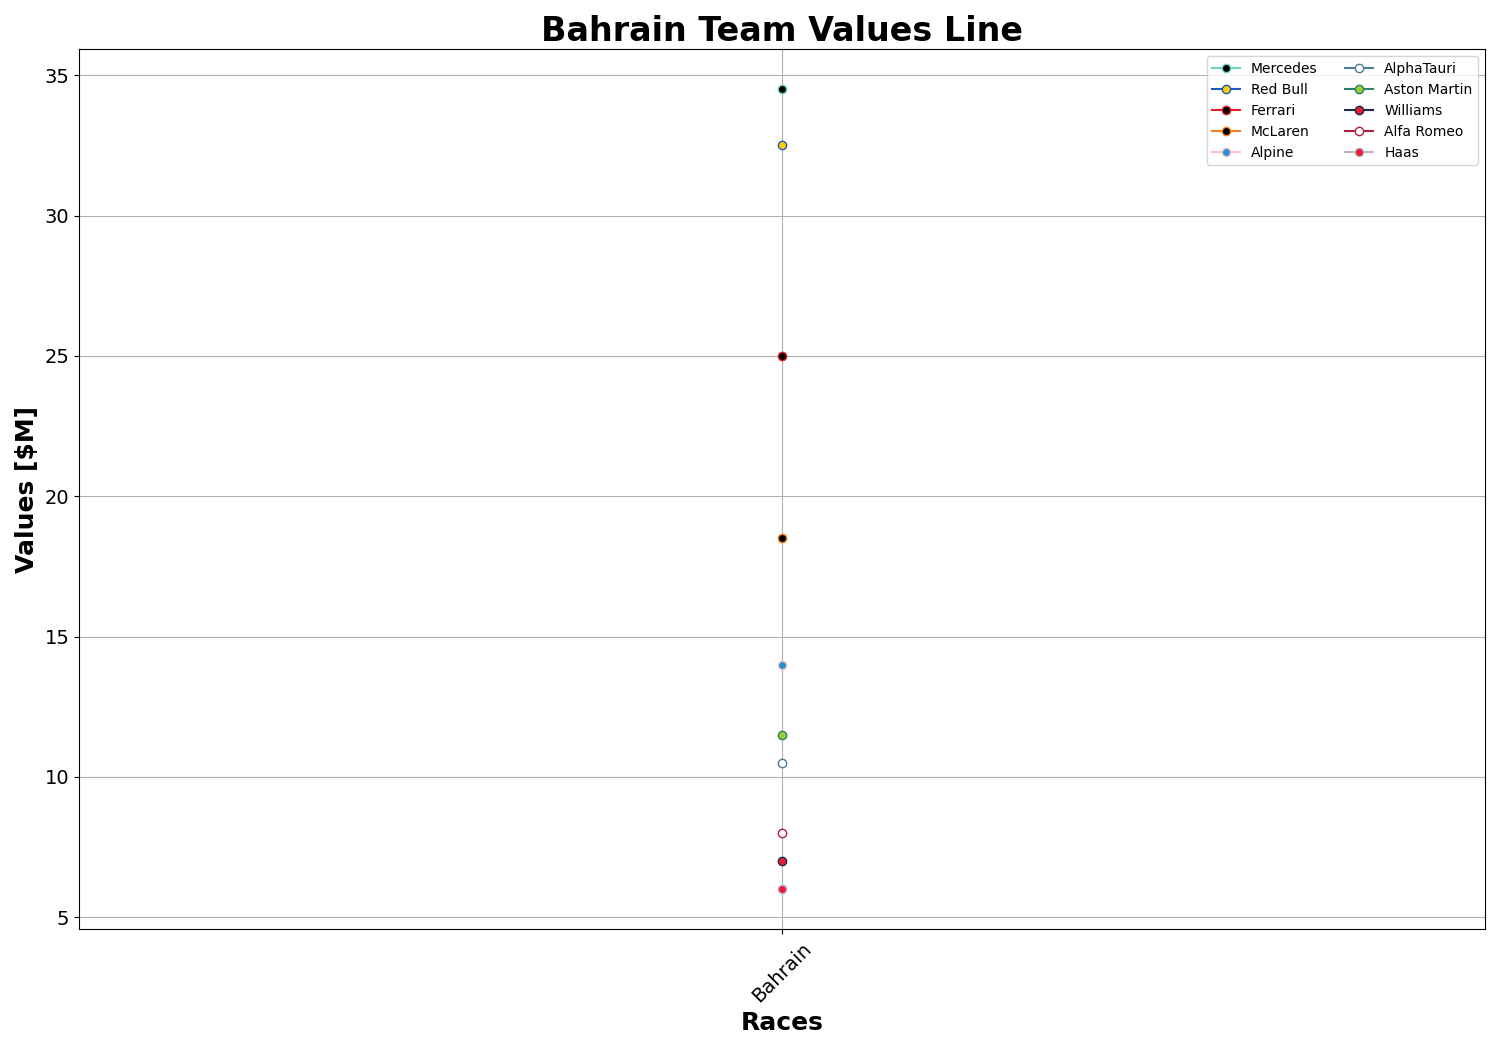 Bahrain Team Values Line
Mercedes
Red Bull
Ferrari
McLaren
Alpine
AlphaTauri
Aston Martin
Williams
Alfa Romeo
Haas
Values [$M]
35
30
25
20
15
10
5
Bahrain
Races